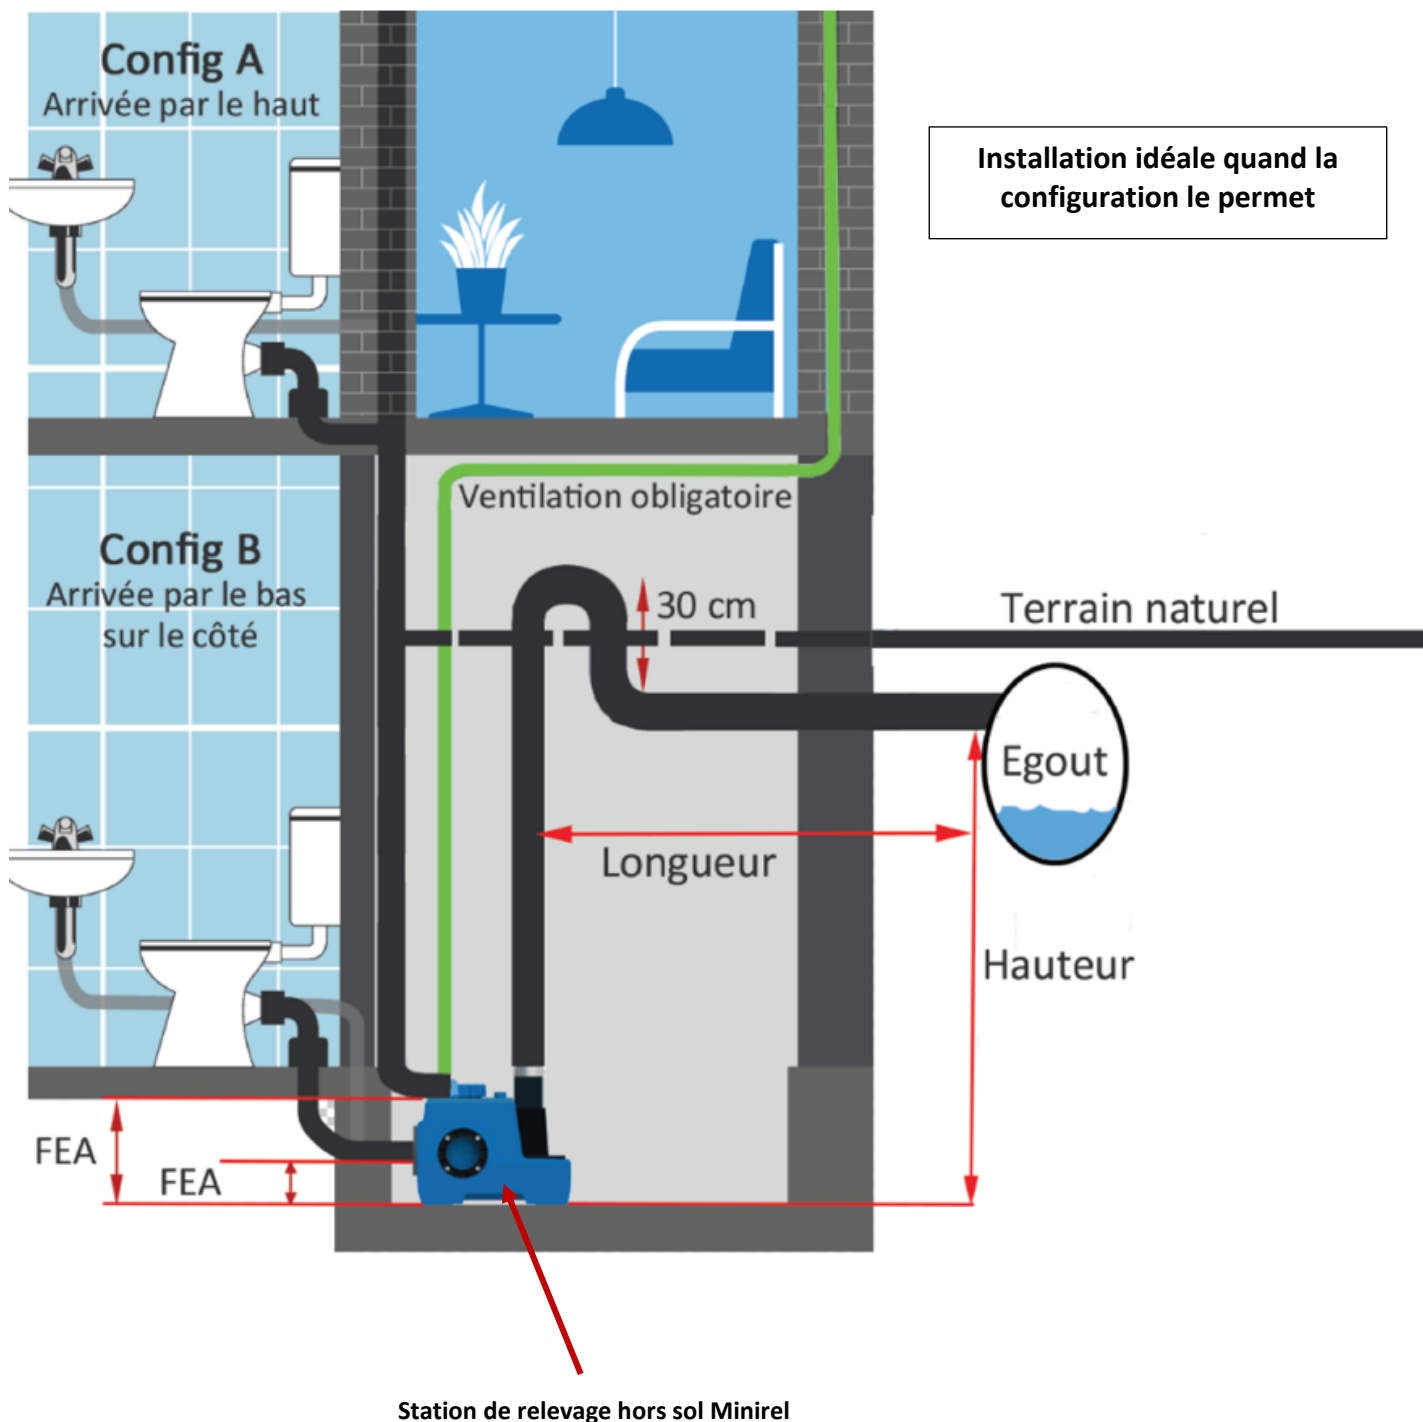 Config A
Arrivée par le haut
Installation idéale quand la
configuration le permet
Ventilation obligatoire
Config B
Arrivée par le bas
sur le côté
30 cm
Terrain naturel
Egout
Longueur
Hauteur
FEA
FEA
Station de relevage hors sol Minirel